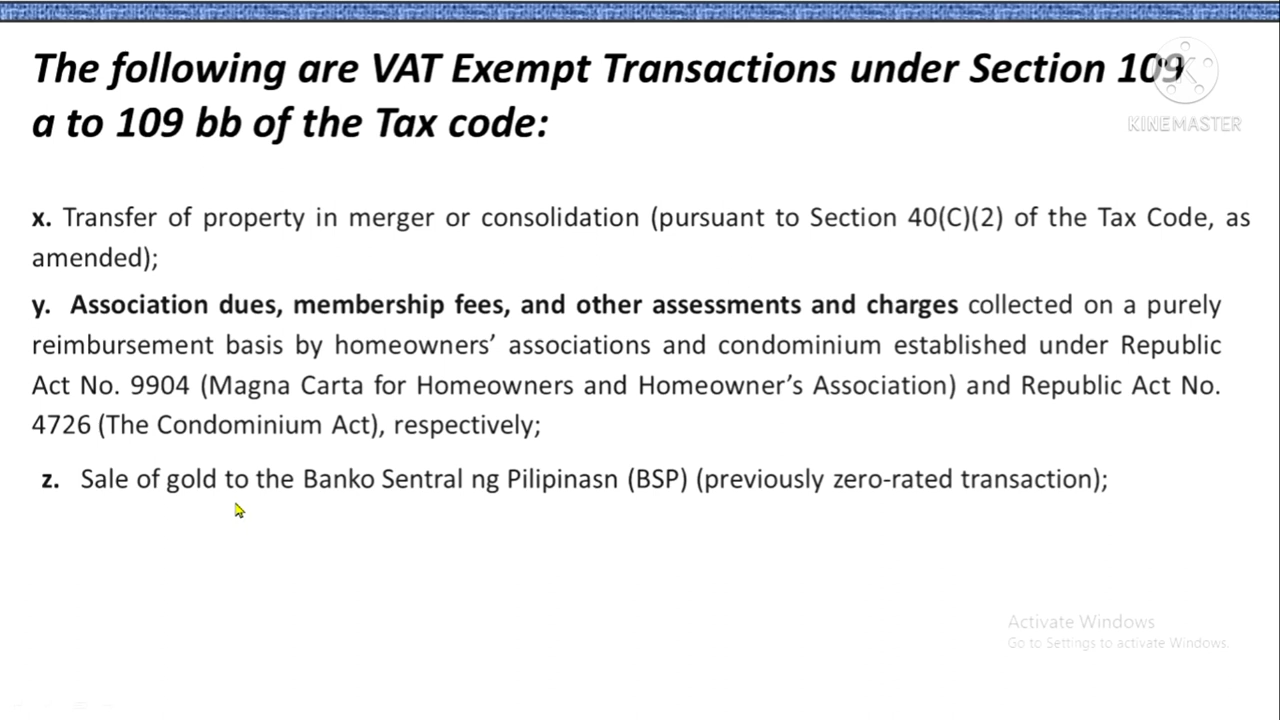 The following are VAT Exempt Transactions under Section 109
a to 109 bb of the Tax code:
KINEMASTER
x. Transfer of property in merger or consolidation (pursuant to Section 40(C)(2) of the Tax Code, as
amended);
y. Association dues, membership fees, and other assessments and charges collected on a purely
reimbursement basis by homeowners’ associations and condominium established under Republic
Act No. 9904 (Magna Carta for Homeowners and Homeowner’s Association) and Republic Act No.
4726 (The Condominium Act), respectively;
z. Sale of gold to the Banko Sentral ng Pilipinasn (BSP) (previously zero-rated transaction);
Activate Windows
Go to Settings to activate Windows.